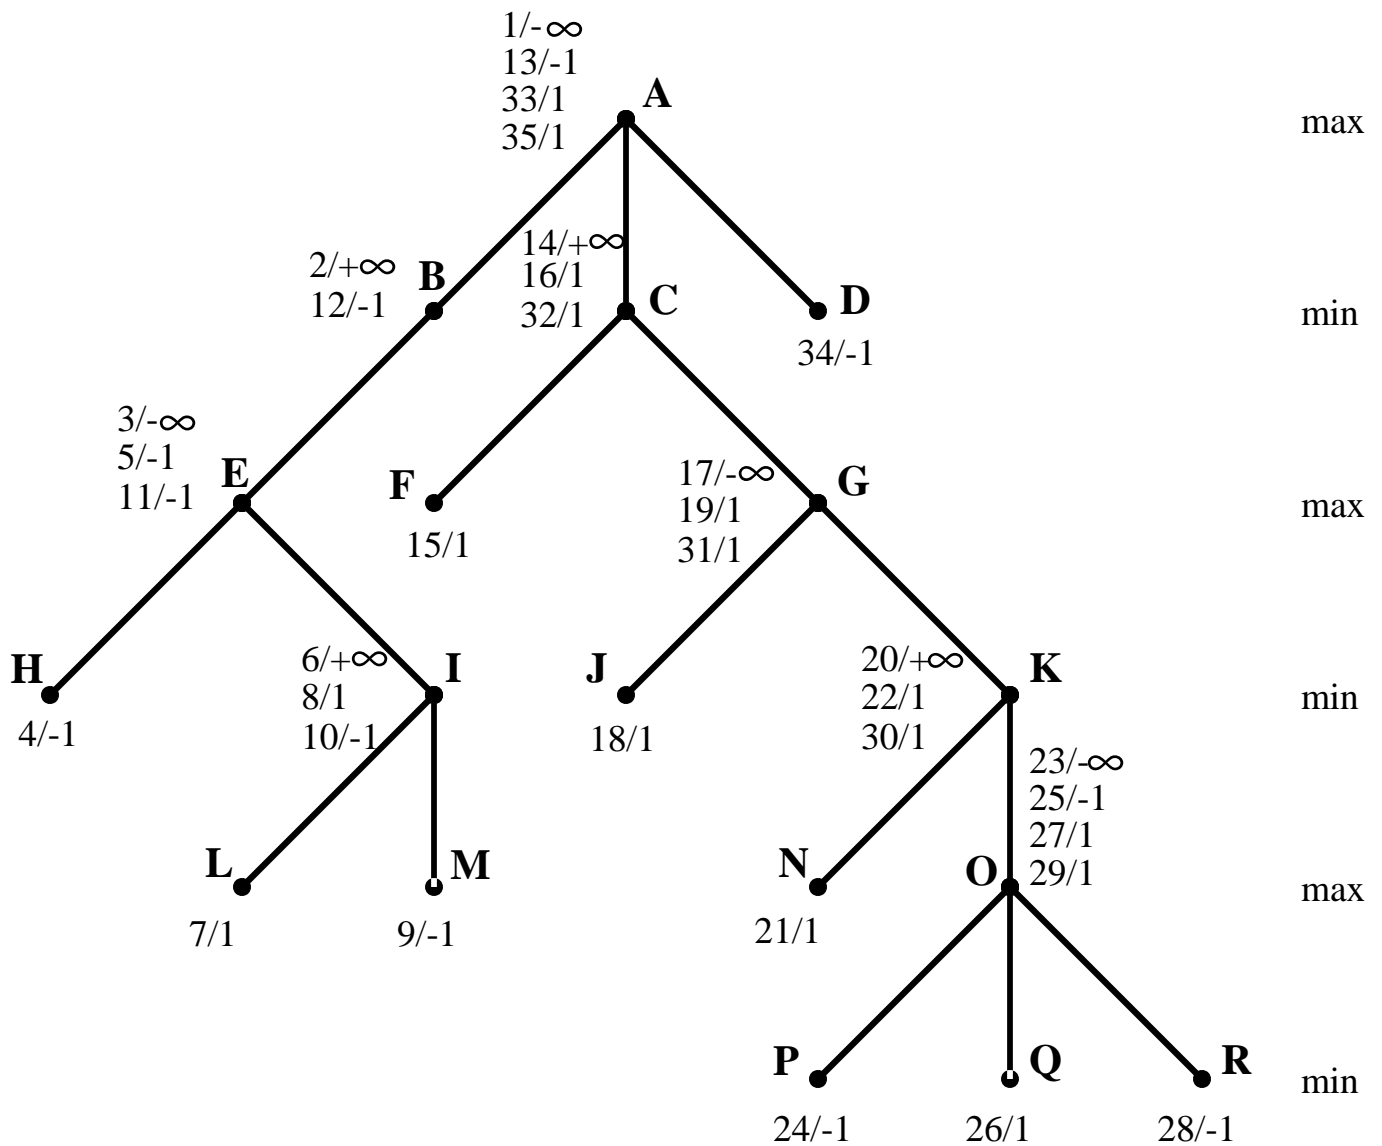 1/-∞
13/-1
33/1
35/1
A
max
2/+∞
12/-1
B
14/+∞
16/1
32/1
C
D
34/-1
min
3/-∞
5/-1
11/-1
E
F
15/1
17/-∞
19/1
31/1
G
max
H
4/-1
6/+∞
8/1
10/-1
I
J
18/1
20/+∞
22/1
30/1
K
min
23/-∞
25/-1
27/1
29/1
L
7/1
M
9/-1
N
21/1
O
max
P
24/-1
Q
26/1
R
28/-1
min